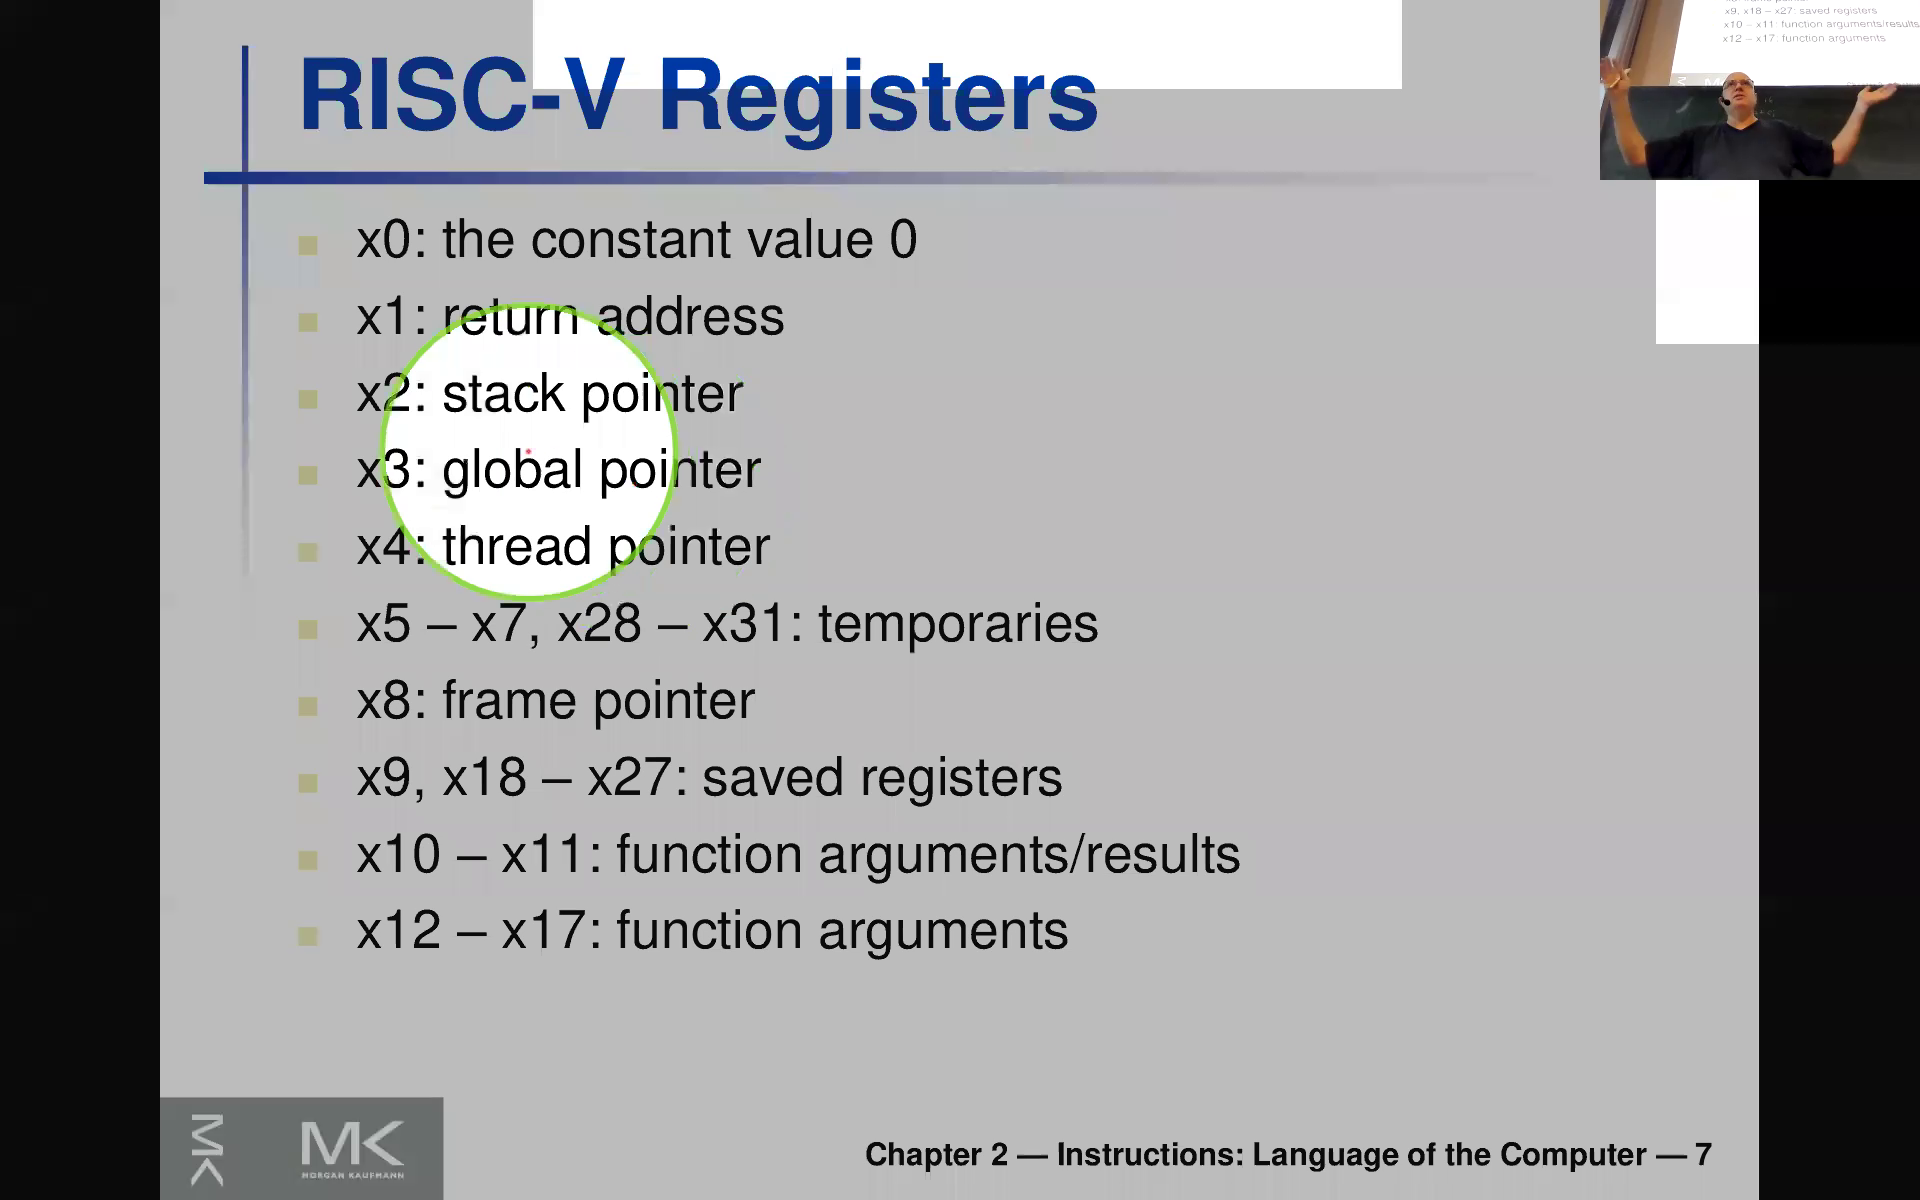 RISC-V Registers
x0: the constant value 0
x1: return address
x2: stack pointer
x3: global pointer
x4: thread pointer
x5 – x7, x28 – x31: temporaries
x8: frame pointer
x9, x18 – x27: saved registers
x10 – x11: function arguments/results
x12 – x17: function arguments
MK
MK
MORGAN KAUFMANN
Chapter 2 — Instructions: Language of the Computer — 7
x9, x18 – x27: saved registers
x10 – x11: function arguments/results
x12 – x17: function arguments